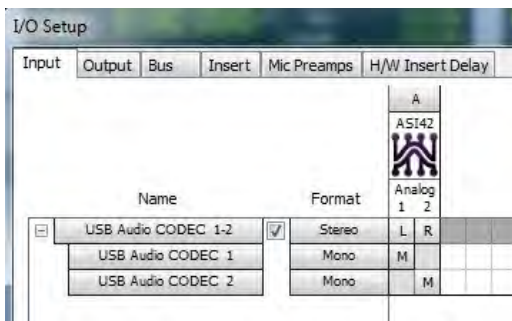 I/O Setup
Input Output Bus Insert Mic Preamps H/W Insert Delay
A
ASI42
Name Format Analog
1 2
USB Audio CODEC 1-2 Stereo L R
USB Audio CODEC 1 Mono M
USB Audio CODEC 2 Mono M